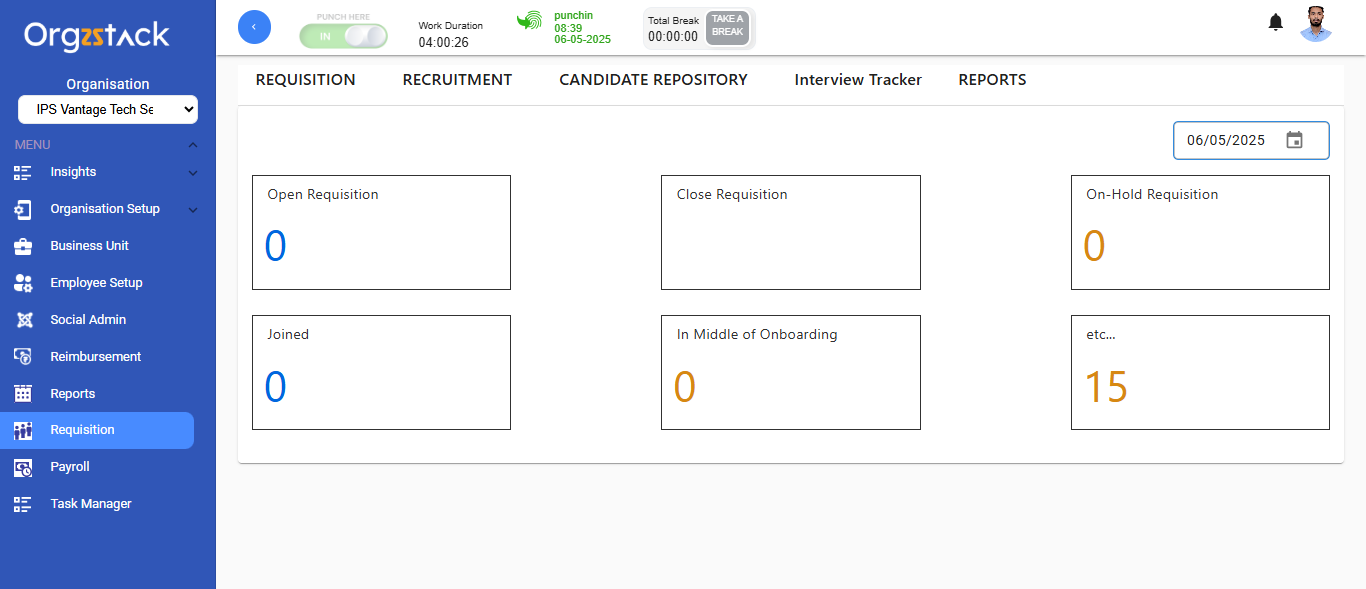 Orgzstack
Organisation
IPS Vantage Tech Se
MENU
Insights
Organisation Setup
Business Unit
Employee Setup
Social Admin
Reimbursement
Reports
Requisition
Payroll
Task Manager
PUNCH HERE
IN
Work Duration
04:00:26
punchin
08:39
06-05-2025
Total Break
00:00:00
TAKE A
BREAK
REQUISITION RECRUITMENT CANDIDATE REPOSITORY Interview Tracker REPORTS
06/05/2025
Open Requisition
0
Close Requisition
On-Hold Requisition
0
Joined
0
In Middle of Onboarding
0
etc...
15